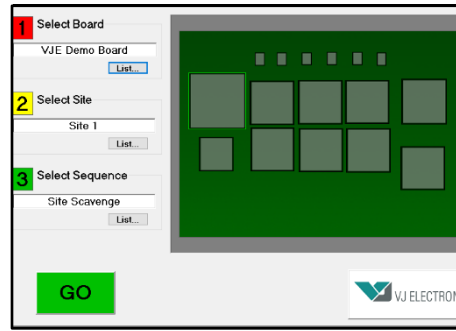 1 Select Board
VJE Demo Board
List...
2 Select Site
Site 1
List...
3 Select Sequence
Site Scavenge
List...
GO
VJ ELECTRON